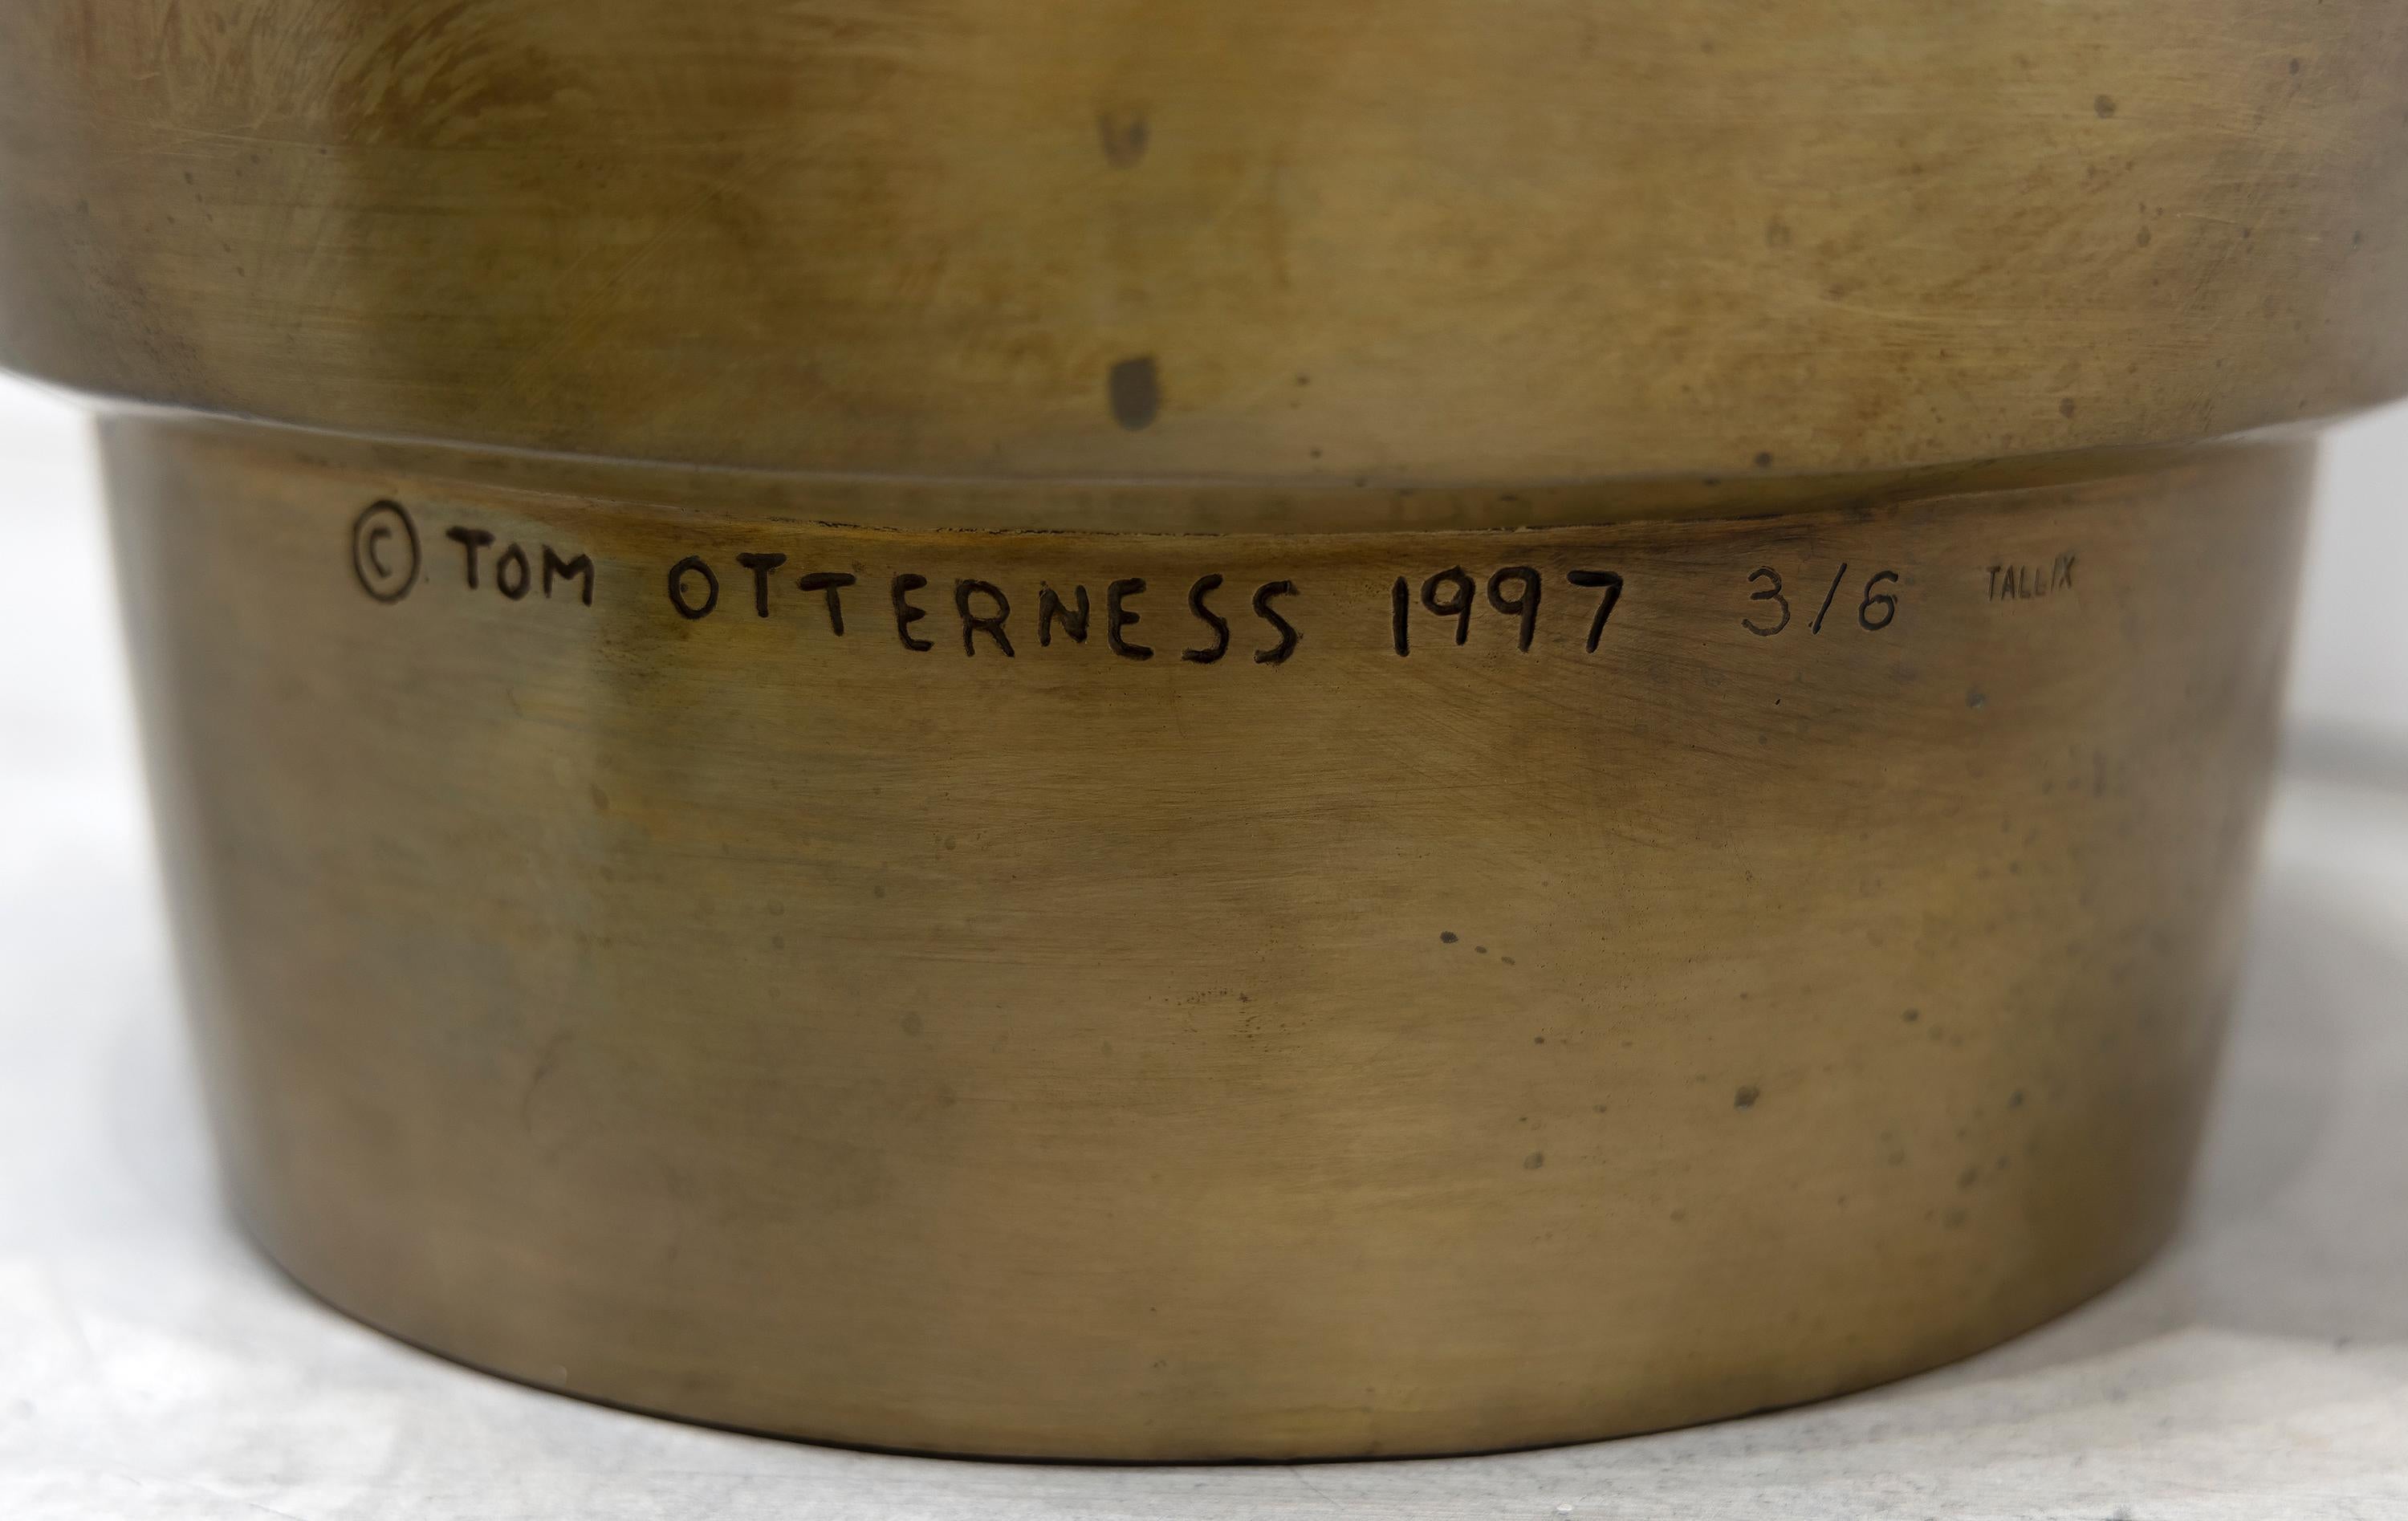 © TOM OTTERNESS 1997 3/6 TALLIX